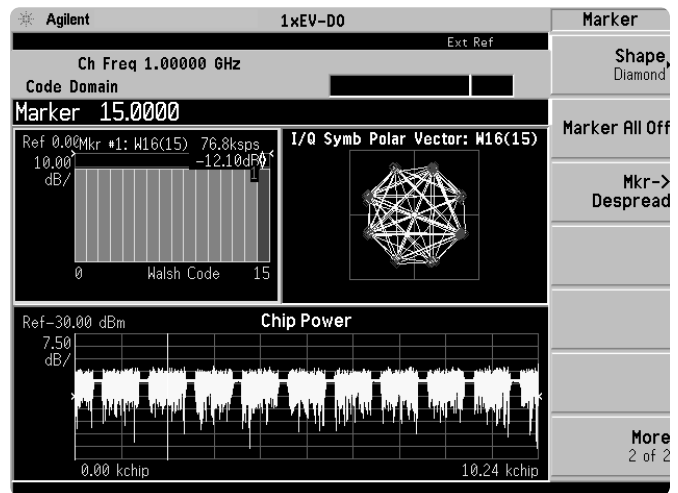 Agilent 1xEV-DO Marker
Ext Ref
Ch Freq 1.00000 GHz
Code Domain
Marker 15.0000
Ref 0.00 Mkr #1: W16(15) 76.8ksps
10.00 -12.10dB
dB/
1
0 Walsh Code 15
I/Q Symb Polar Vector: W16(15)
Ref-30.00 dBm Chip Power
7.50
dB/
0.00 kchip 10.24 kchip
Shape
Diamond
Marker All Off
Mkr->
Despread
More
2 of 2